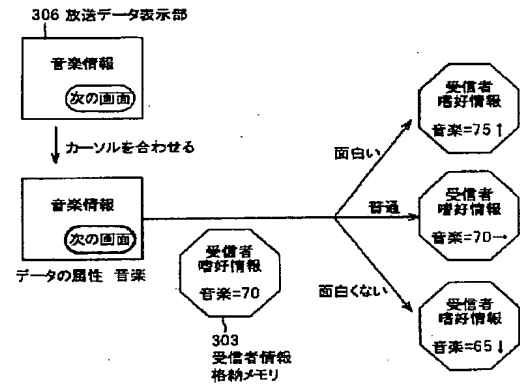 306 放送データ表示部
音楽情報
次の画面
カーソルを合わせる
音楽情報
次の画面
データの属性 音楽
受信者
嗜好情報
音楽=70
303
受信者情報
格納メモリ
面白い
普通
面白くない
受信者
嗜好情報
音楽=75↑
受信者
嗜好情報
音楽=70→
受信者
嗜好情報
音楽=65↓